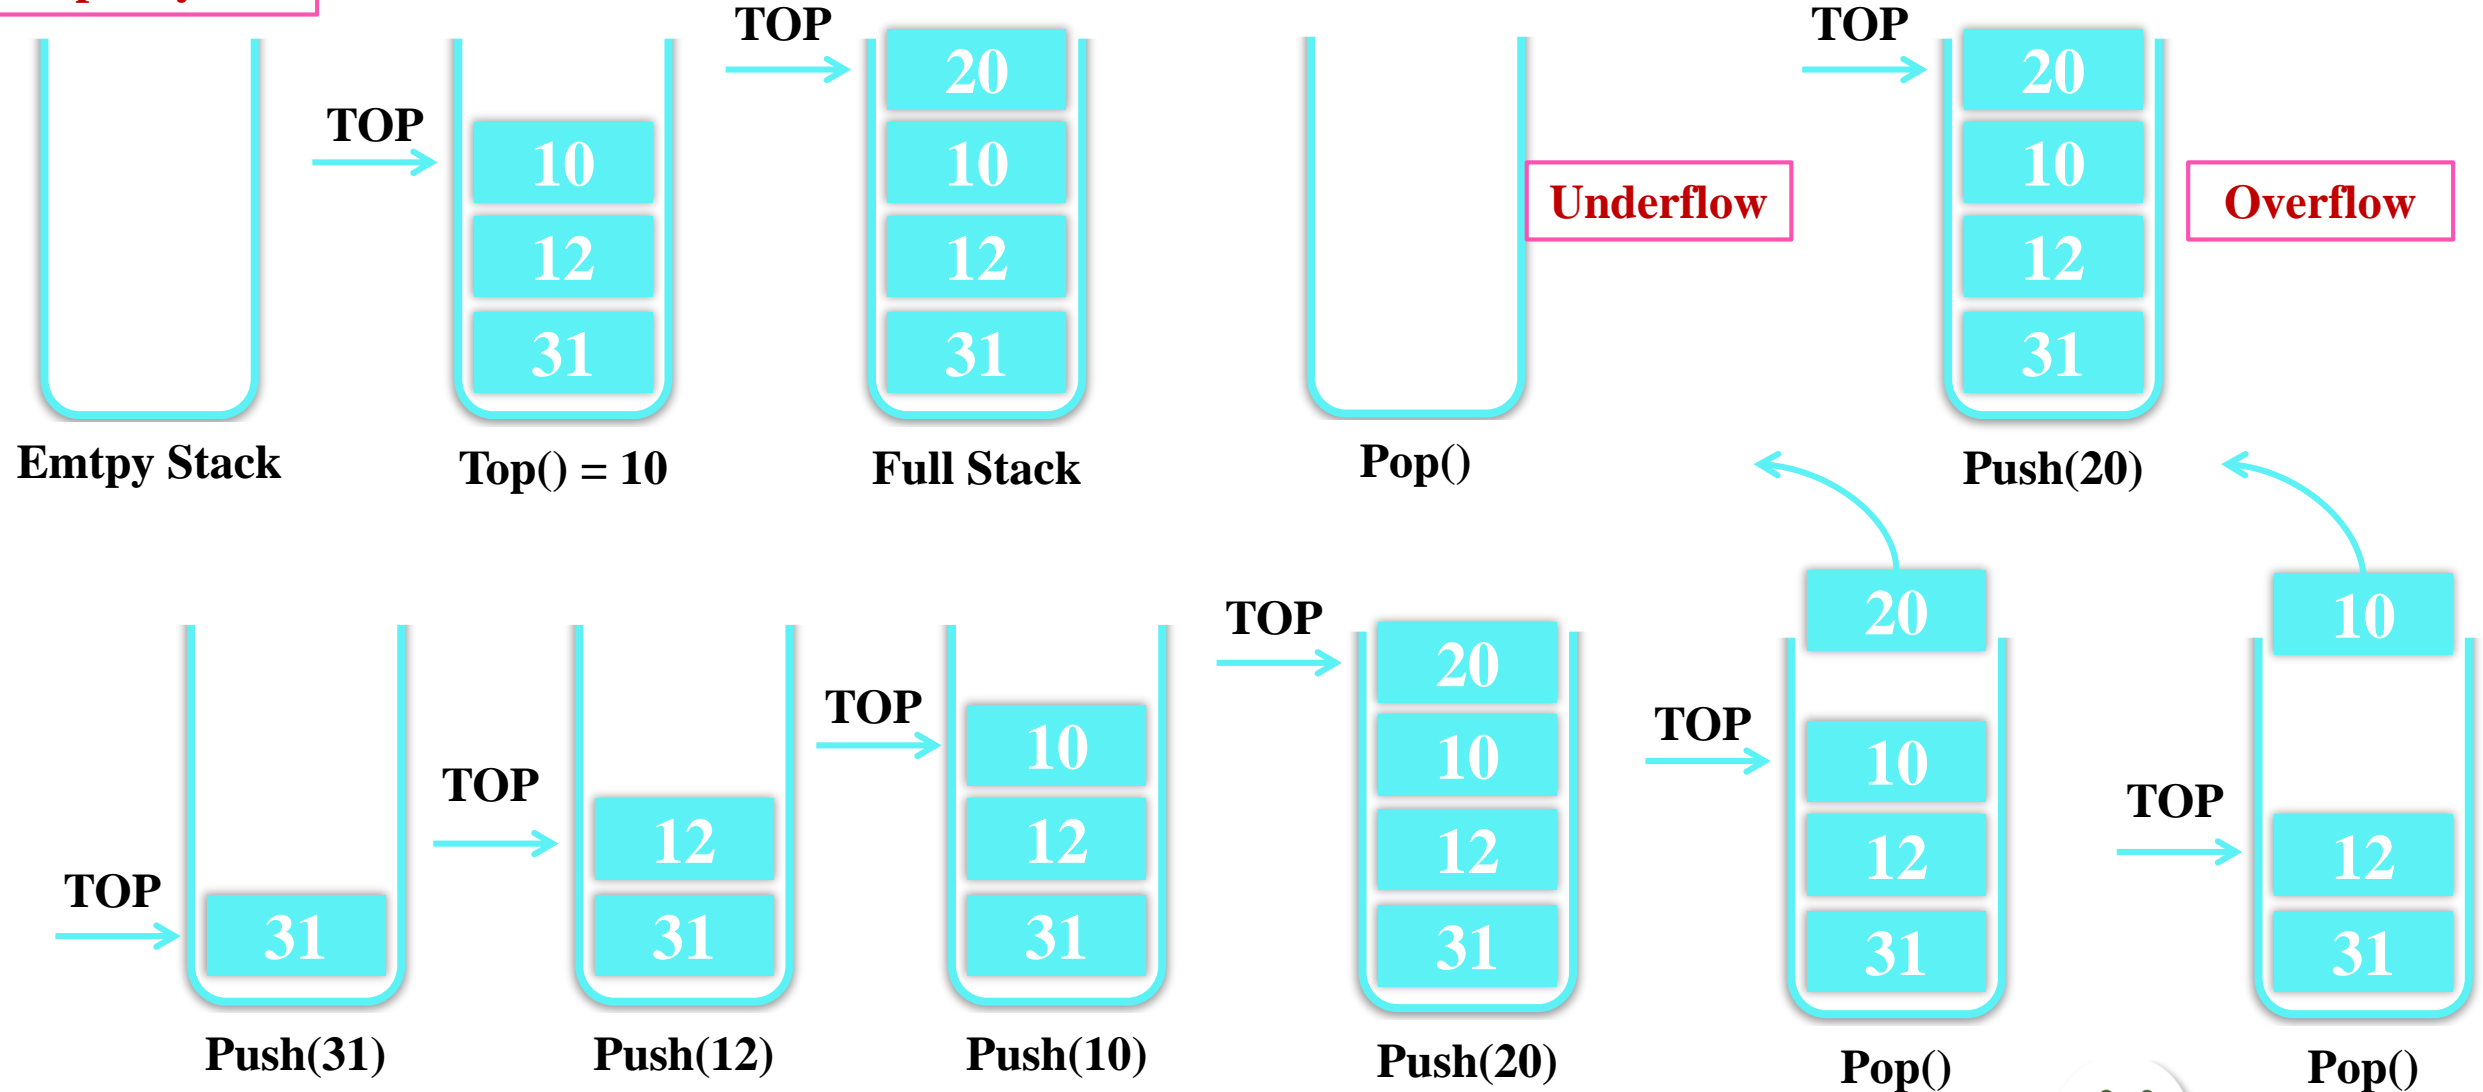 TOP
TOP
TOP
20
20
10
10
10
12
12
12
31
31
31
Underflow
Overflow
Emtpy Stack
Top() = 10
Full Stack
Pop()
Push(20)
TOP
31
Push(31)
TOP
12
31
Push(12)
TOP
10
12
31
Push(10)
TOP
20
10
12
31
Push(20)
TOP
20
10
12
31
Pop()
TOP
10
12
31
Pop()